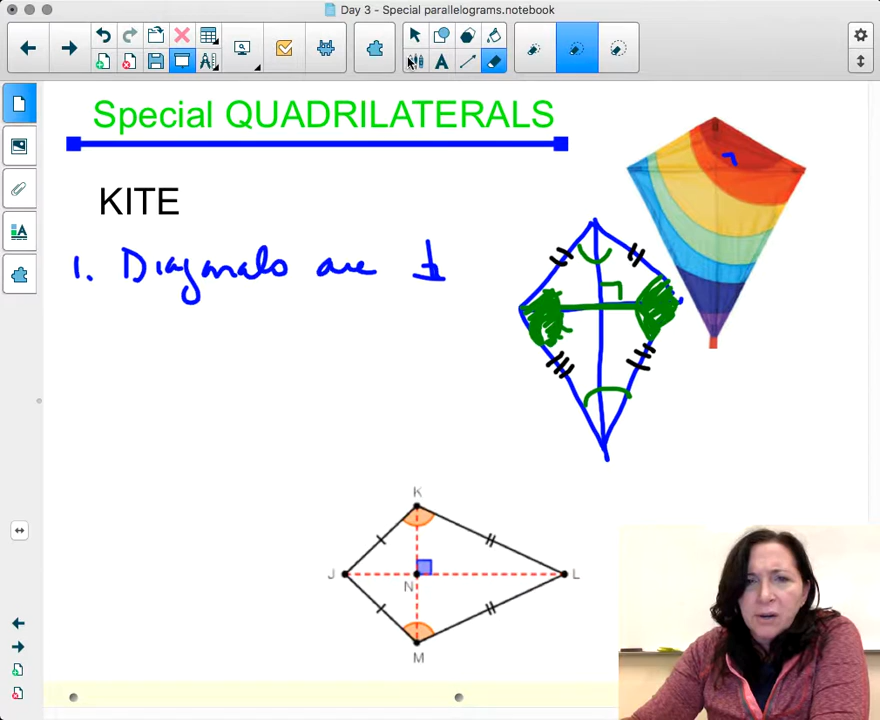 Day 3 - Special parallelograms.notebook
Special QUADRILATERALS
KITE
1. Diagonals are ⊥
K
J
N
L
M